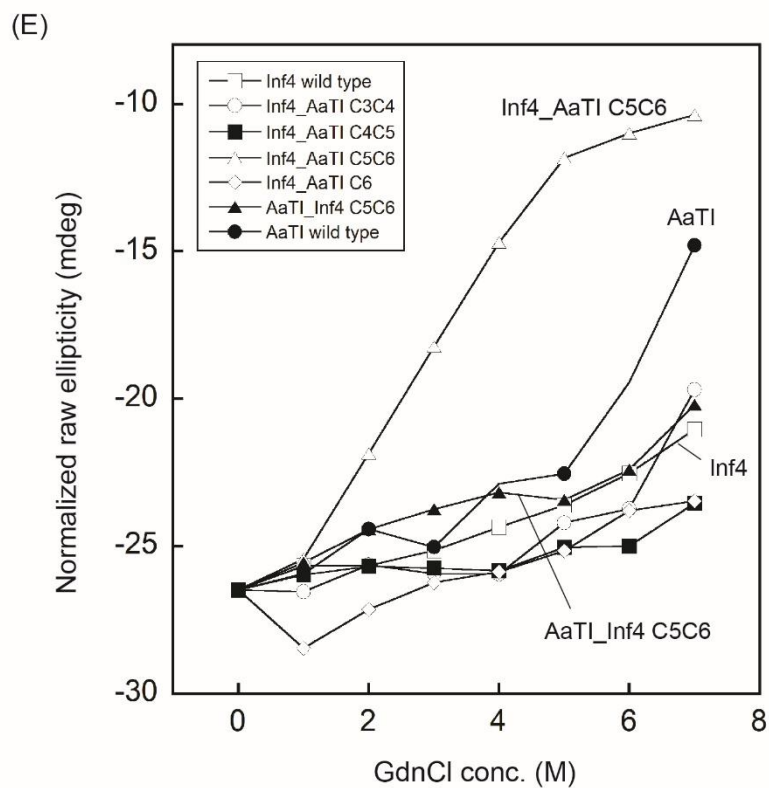 (E)
Inf4 wild type
Inf4_AaTI C3C4
Inf4_AaTI C4C5
Inf4_AaTI C5C6
Inf4_AaTI C6
AaTI_Inf4 C5C6
AaTI wild type
Inf4_AaTI C5C6
AaTI
Inf4
AaTI_Inf4 C5C6
Normalized raw ellipticity (mdeg)
-10
-15
-20
-25
-30
0 2 4 6 8
GdnCl conc. (M)